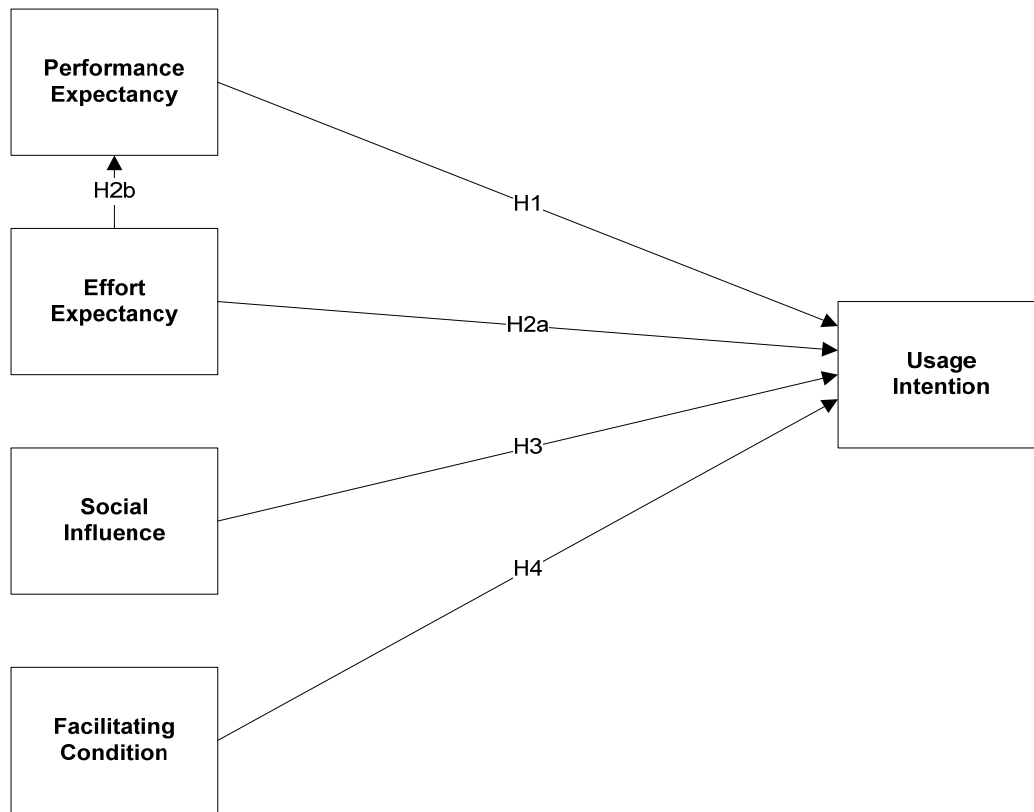 Performance
Expectancy
H2b
H1
Effort
Expectancy
H2a
Usage
Intention
H3
Social
Influence
H4
Facilitating
Condition